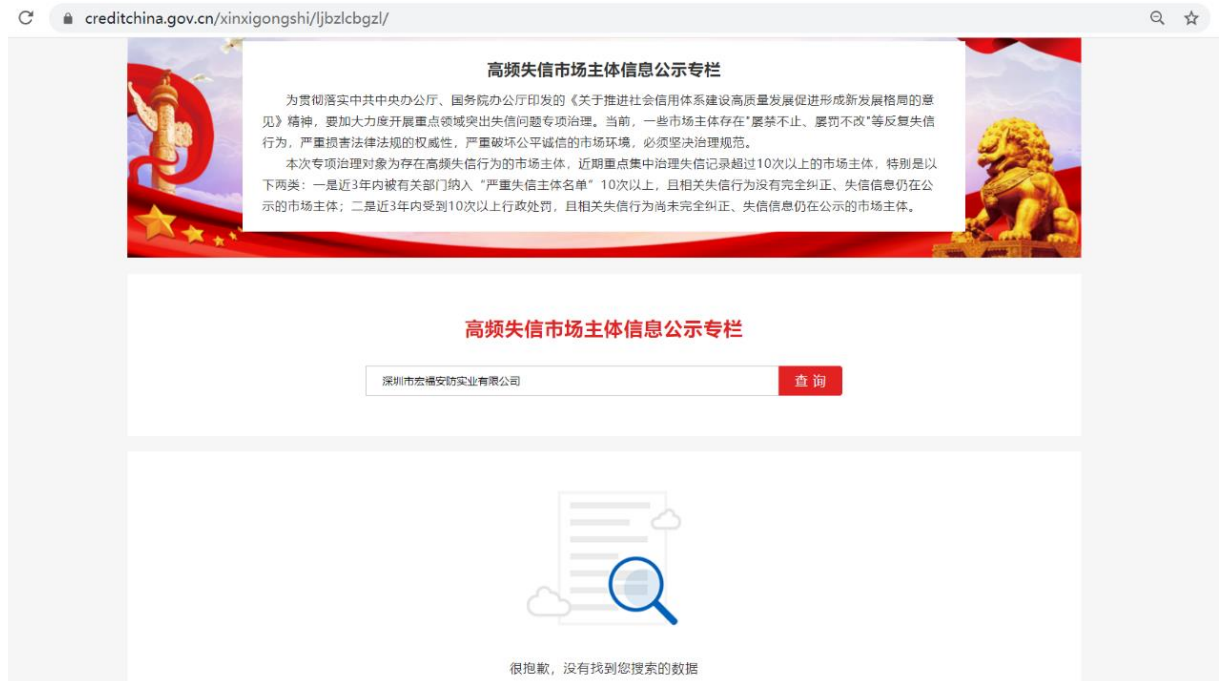 creditchina.gov.cn/xinxigongshi/ljbzlcbgzl/
高频失信市场主体信息公示专栏
为贯彻落实中共中央办公厅、国务院办公厅印发的《关于推进社会信用体系建设高质量发展促进形成新发展格局的意
见》精神，要加大力度开展重点领域突出失信问题专项治理。当前，一些市场主体存在"屡禁不止、屡罚不改"等反复失信
行为，严重损害法律法规的权威性，严重破坏公平诚信的市场环境，必须坚决治理规范。
本次专项治理对象为存在高频失信行为的市场主体，近期重点集中治理失信记录超过10次以上的市场主体，特别是以
下两类：一是近3年内被有关部门纳入“严重失信主体名单”10次以上，且相关失信行为没有完全纠正、失信信息仍在公
示的市场主体；二是近3年内受到10次以上行政处罚，且相关失信行为尚未完全纠正、失信信息仍在公示的市场主体。
高频失信市场主体信息公示专栏
深圳市宏福安防实业有限公司
查 询
很抱歉，没有找到您搜索的数据